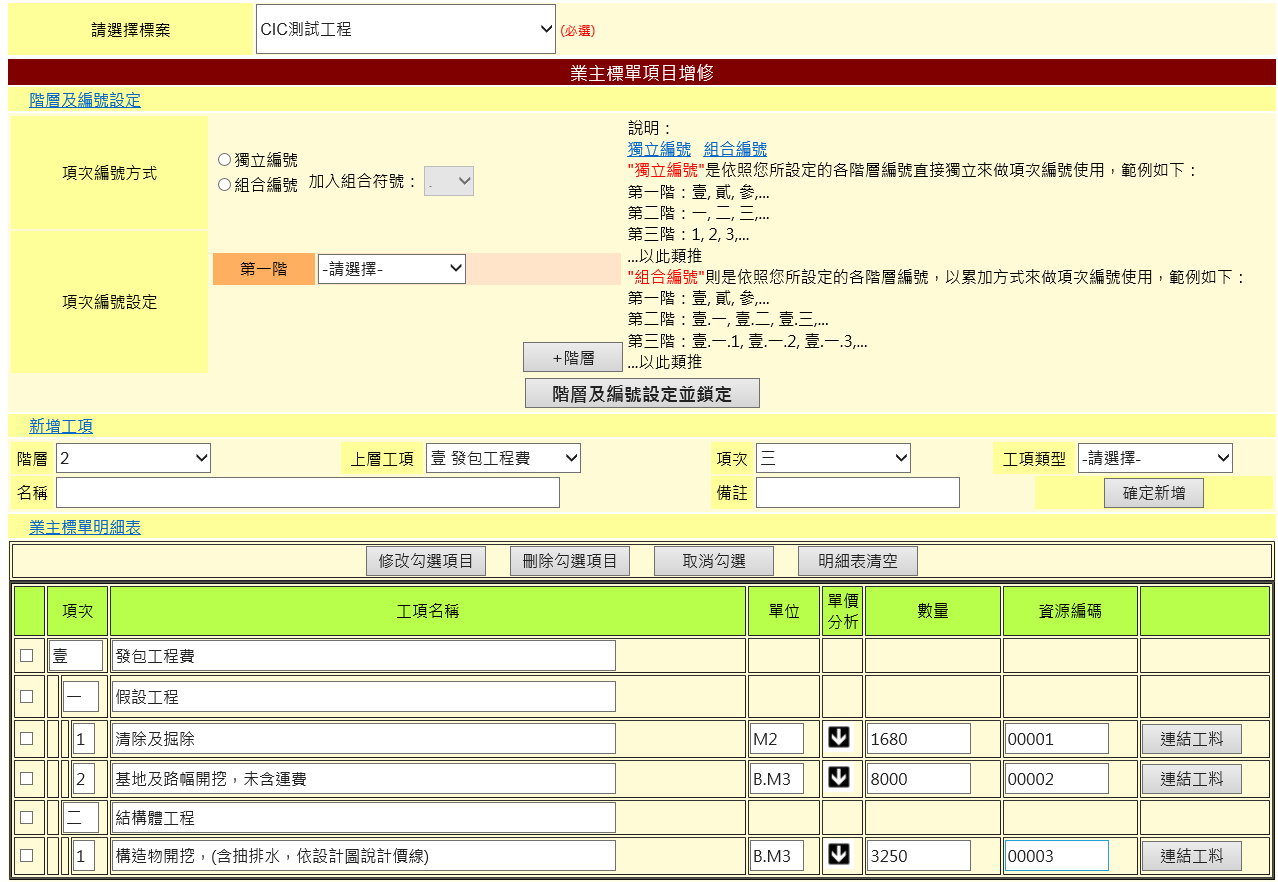 請選擇標案 CIC測試工程 (必選)
業主標單項目增修
階層及編號設定
項次編號方式
獨立編號
組合編號 加入組合符號： .
項次編號設定
第一階 -請選擇-
+階層
說明：
獨立編號 組合編號
"獨立編號"是依照您所設定的各階層編號直接獨立來做項次編號使用，範例如下：
第一階：壹, 貳, 參,...
第二階：一, 二, 三,...
第三階：1, 2, 3,...
...以此類推
"組合編號"則是依照您所設定的各階層編號，以累加方式來做項次編號使用，範例如下：
第一階：壹, 貳, 參,...
第二階：壹.一, 壹.二, 壹.三,...
第三階：壹.一.1, 壹.一.2, 壹.一.3,...
...以此類推
階層及編號設定並鎖定
新增工項
階層 2 上層工項 壹 發包工程費 項次 三 工項類型 -請選擇-
名稱 備註 確定新增
業主標單明細表
修改勾選項目 刪除勾選項目 取消勾選 明細表清空
項次 工項名稱 單位 單價分析 數量 資源編碼
壹 發包工程費
一 假設工程
1 清除及掘除 M2 1680 00001 連結工料
2 基地及路幅開挖，未含運費 B.M3 8000 00002 連結工料
二 結構體工程
1 構造物開挖，(含抽排水，依設計圖說計價線) B.M3 3250 00003 連結工料